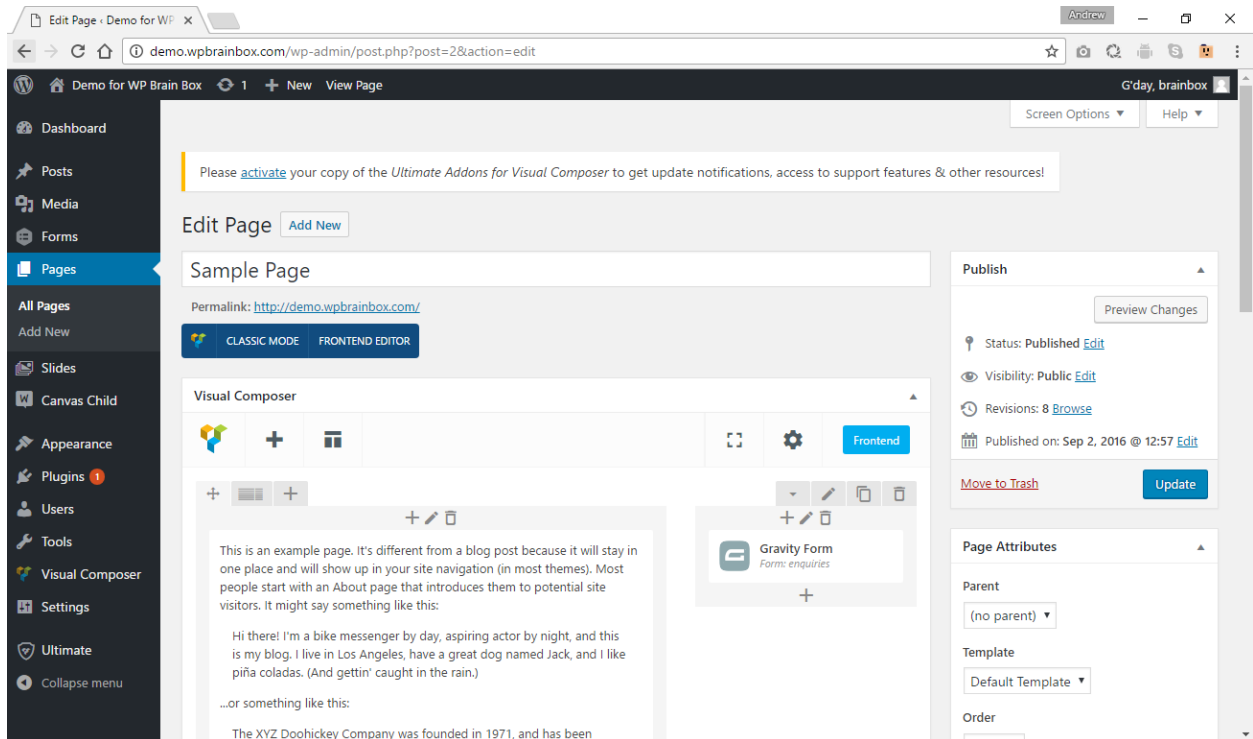 Edit Page ‹ Demo for WP
Andrew
demo.wpbrainbox.com/wp-admin/post.php?post=2&action=edit
Demo for WP Brain Box 1 New View Page G'day, brainbox
Screen Options ▼ Help ▼
Dashboard
Posts
Media
Forms
Pages
All Pages
Add New
Slides
Canvas Child
Appearance
Plugins 1
Users
Tools
Visual Composer
Settings
Ultimate
Collapse menu
Please activate your copy of the Ultimate Addons for Visual Composer to get update notifications, access to support features & other resources!
Edit Page Add New
Sample Page
Permalink: http://demo.wpbrainbox.com/
CLASSIC MODE FRONTEND EDITOR
Visual Composer
Frontend
This is an example page. It's different from a blog post because it will stay in
one place and will show up in your site navigation (in most themes). Most
people start with an About page that introduces them to potential site
visitors. It might say something like this:
Hi there! I'm a bike messenger by day, aspiring actor by night, and this
is my blog. I live in Los Angeles, have a great dog named Jack, and I like
piña coladas. (And gettin' caught in the rain.)
...or something like this:
The XYZ Doohickey Company was founded in 1971, and has been
Gravity Form
Form: enquiries
Publish
Preview Changes
Status: Published Edit
Visibility: Public Edit
Revisions: 8 Browse
Published on: Sep 2, 2016 @ 12:57 Edit
Move to Trash Update
Page Attributes
Parent
(no parent) ▼
Template
Default Template ▼
Order